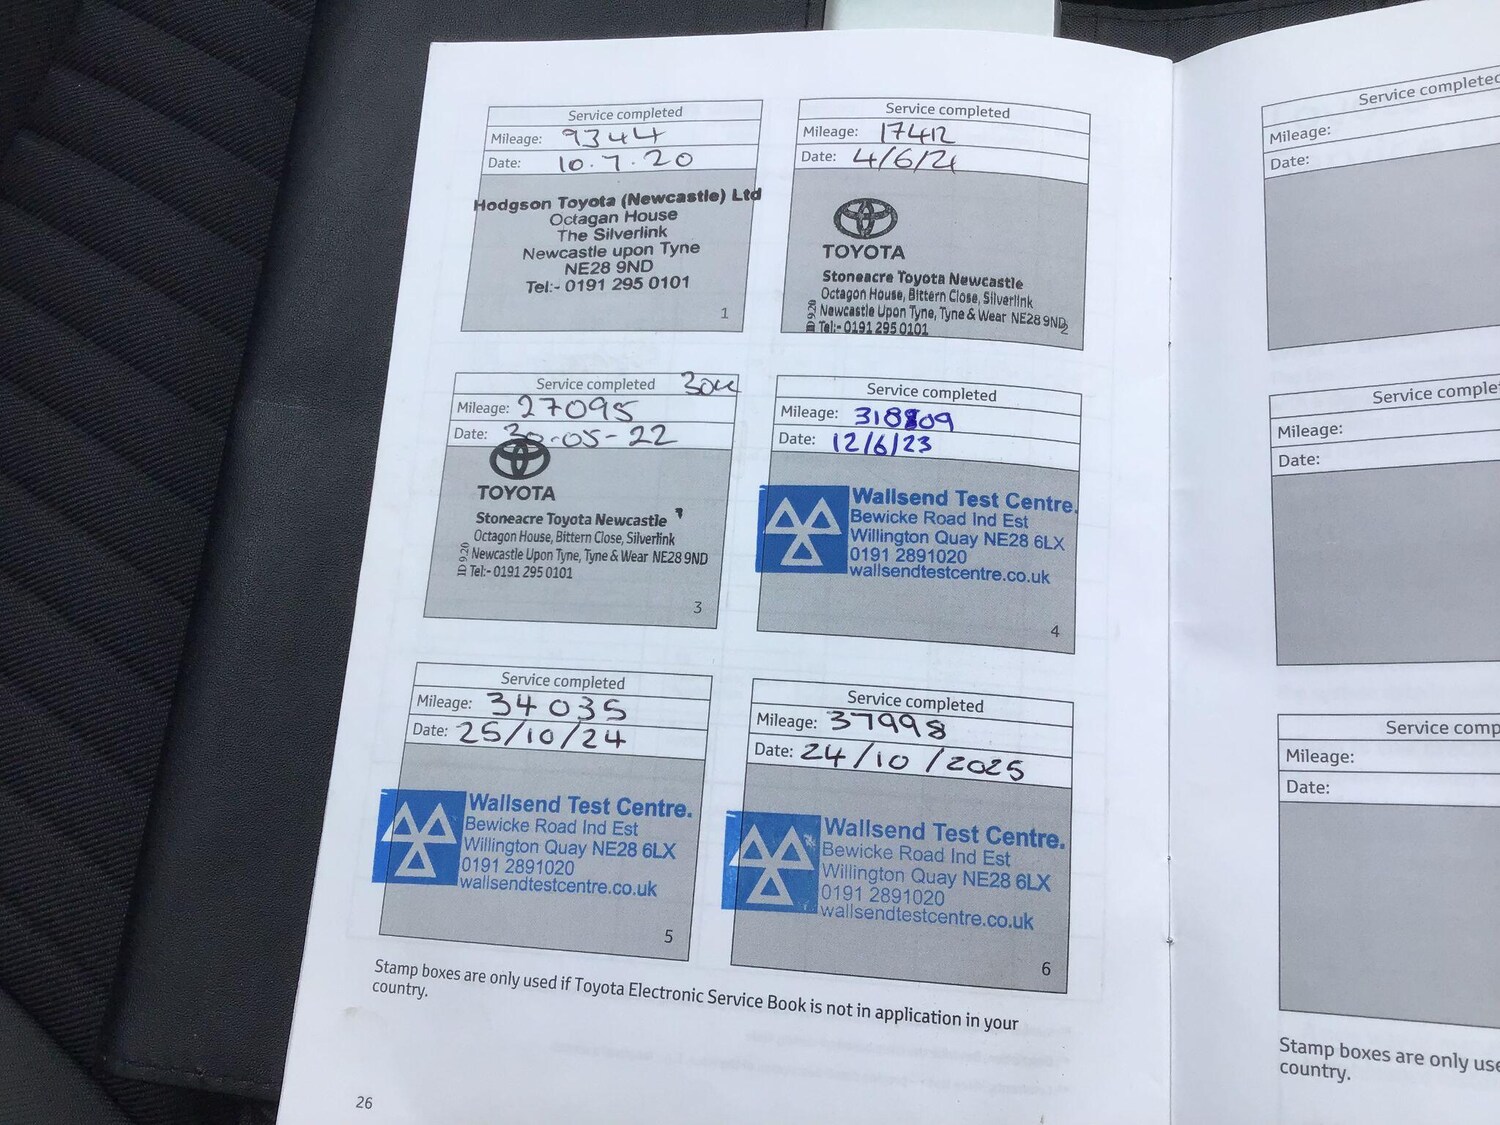 Service completed
Mileage: 9344
Date: 10.7.20
Hodgson Toyota (Newcastle) Ltd
Octagan House
The Silverlink
Newcastle upon Tyne
NE28 9ND
Tel:- 0191 295 0101
1
Service completed
Mileage: 17412
Date: 4/6/21
TOYOTA
Stoneacre Toyota Newcastle
Octagon House, Bittern Close, Silverlink
Newcastle Upon Tyne, Tyne & Wear NE28 9ND
Tel:- 0191 295 0101
ID 9.20
2
Service completed
Mileage: 27095
Date: 30-05-22
TOYOTA
Stoneacre Toyota Newcastle
Octagon House, Bittern Close, Silverlink
Newcastle Upon Tyne, Tyne & Wear NE28 9ND
Tel:- 0191 295 0101
ID 9.20
3
Service completed
Mileage:
Date: 12/6/23
Wallsend Test Centre.
Bewicke Road Ind Est
Willington Quay NE28 6LX
0191 2891020
wallsendtestcentre.co.uk
4
Service completed
Mileage: 34035
Date: 25/10/24
Wallsend Test Centre.
Bewicke Road Ind Est
Willington Quay NE28 6LX
0191 2891020
wallsendtestcentre.co.uk
5
Service completed
Mileage: 37998
Date: 24/10/2025
Wallsend Test Centre.
Bewicke Road Ind Est
Willington Quay NE28 6LX
0191 2891020
wallsendtestcentre.co.uk
6
Stamp boxes are only used if Toyota Electronic Service Book is not in application in your
country.
26
Service completed
Mileage:
Date:
Service comple
Mileage:
Date:
Service comp
Mileage:
Date:
Stamp boxes are only use
country.